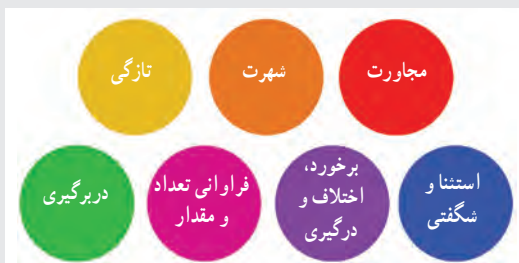 مجاورت
شهرت
تازگی
استثنا و
شگفتی
برخورد،
اختلاف و
درگیری
فراوانی تعداد
و مقدار
دربرگیری